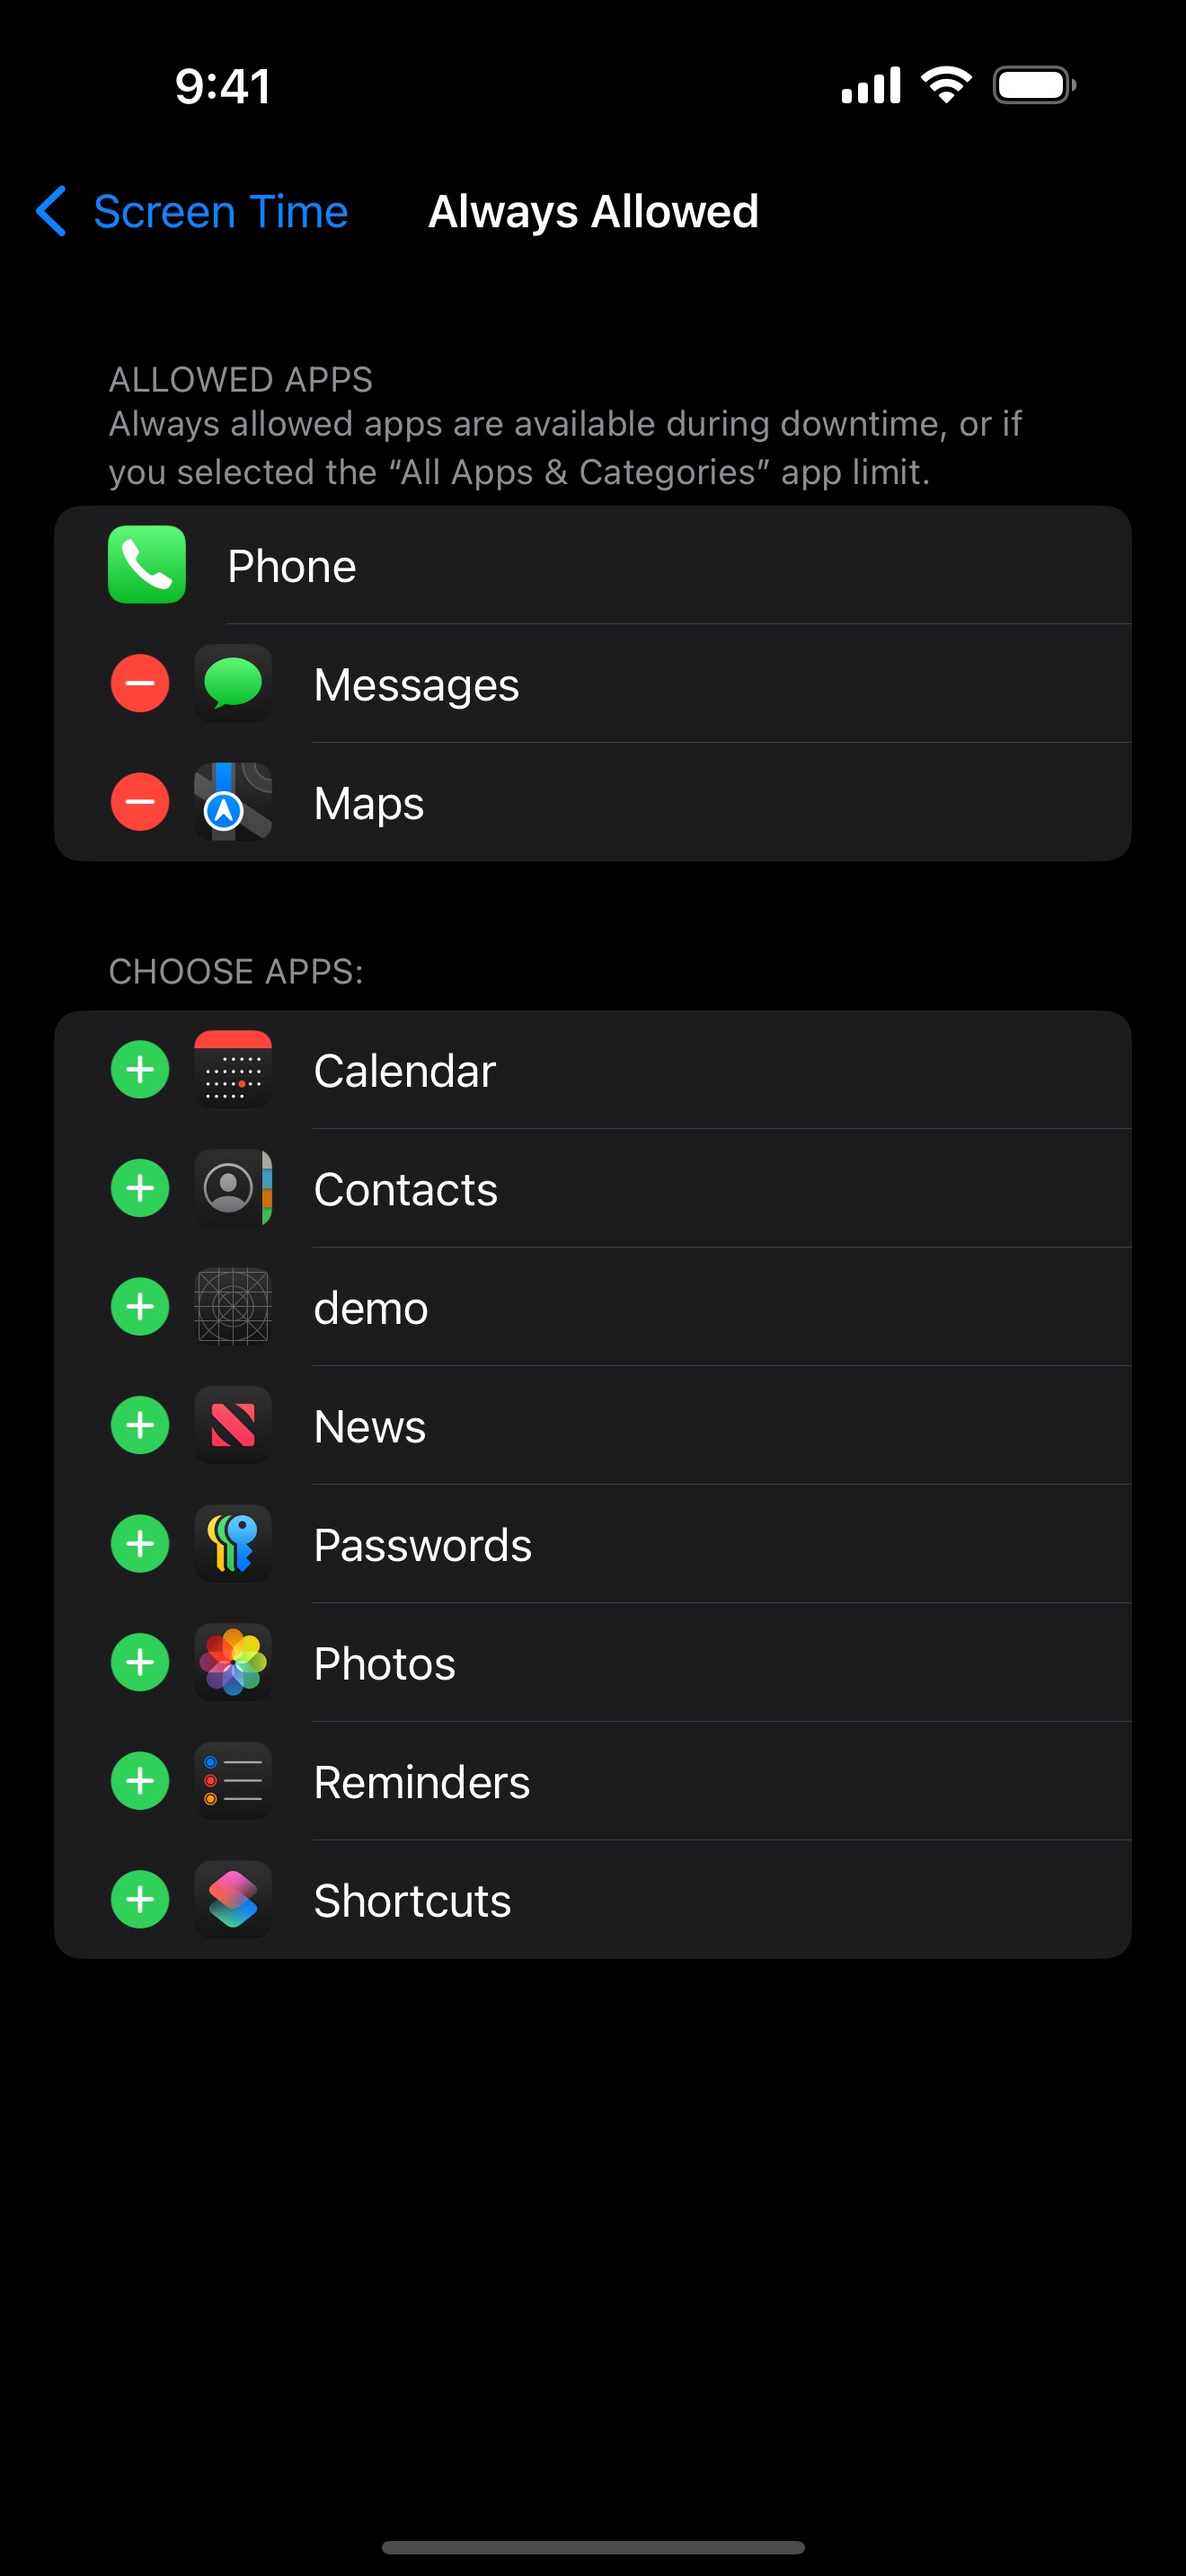 9:41
Screen Time
Always Allowed
ALLOWED APPS
Always allowed apps are available during downtime, or if
you selected the “All Apps & Categories” app limit.
Phone
Messages
Maps
CHOOSE APPS:
Calendar
Contacts
demo
News
Passwords
Photos
Reminders
Shortcuts